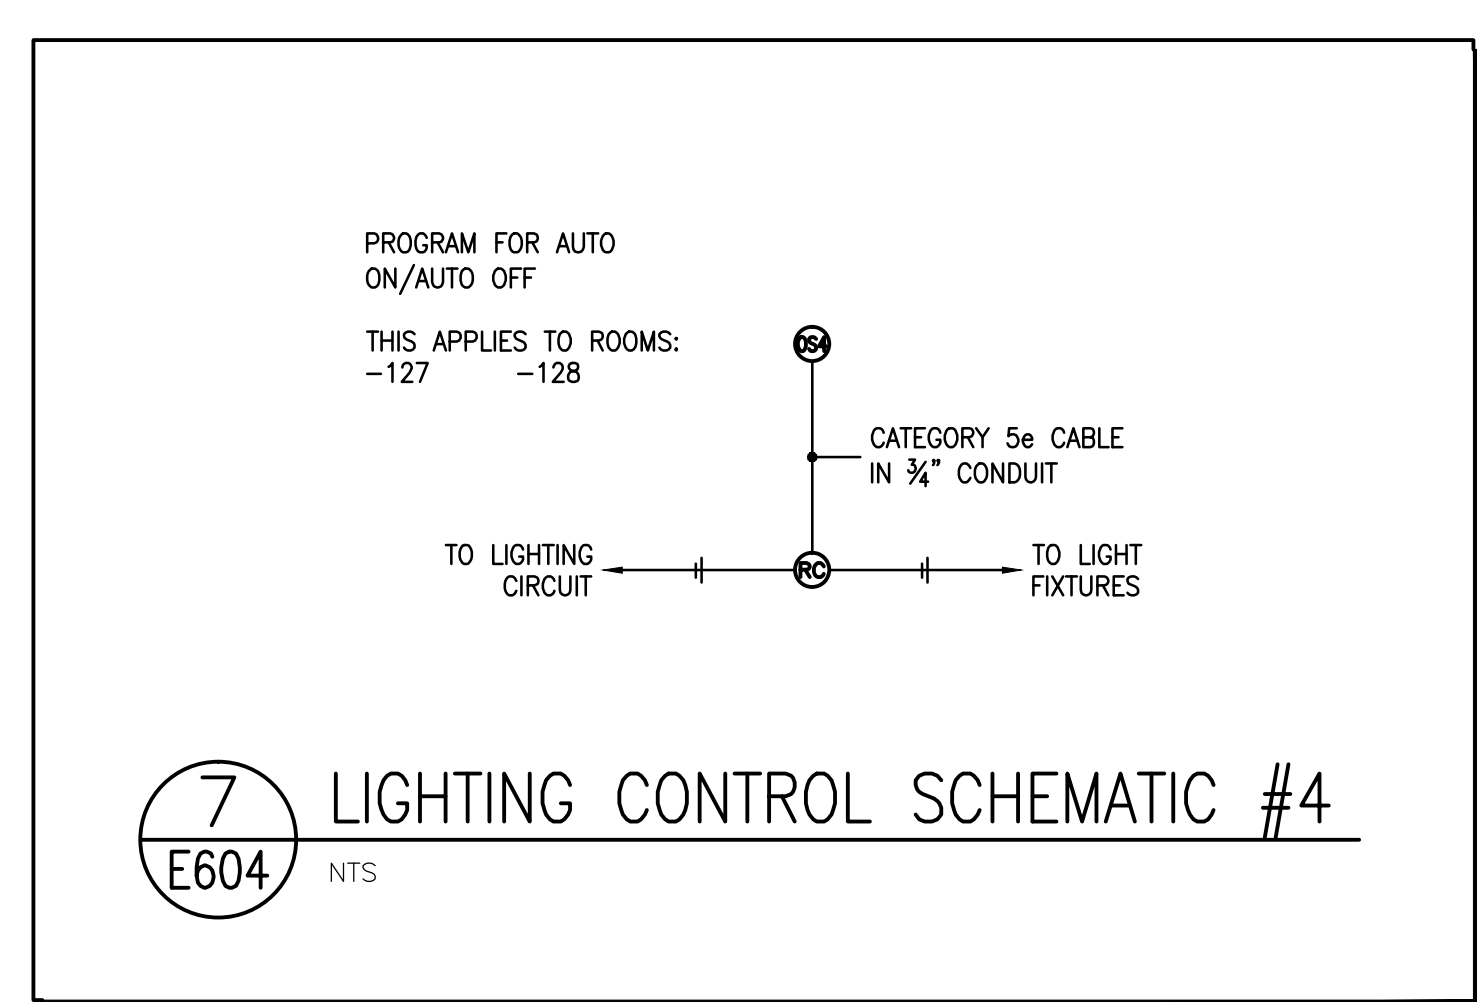 PROGRAM FOR AUTO
ON/AUTO OFF
THIS APPLIES TO ROOMS:
-127 -128
OS4
CATEGORY 5e CABLE
IN ¾" CONDUIT
TO LIGHTING
CIRCUIT
RC
TO LIGHT
FIXTURES
7
E604
LIGHTING CONTROL SCHEMATIC #4
NTS